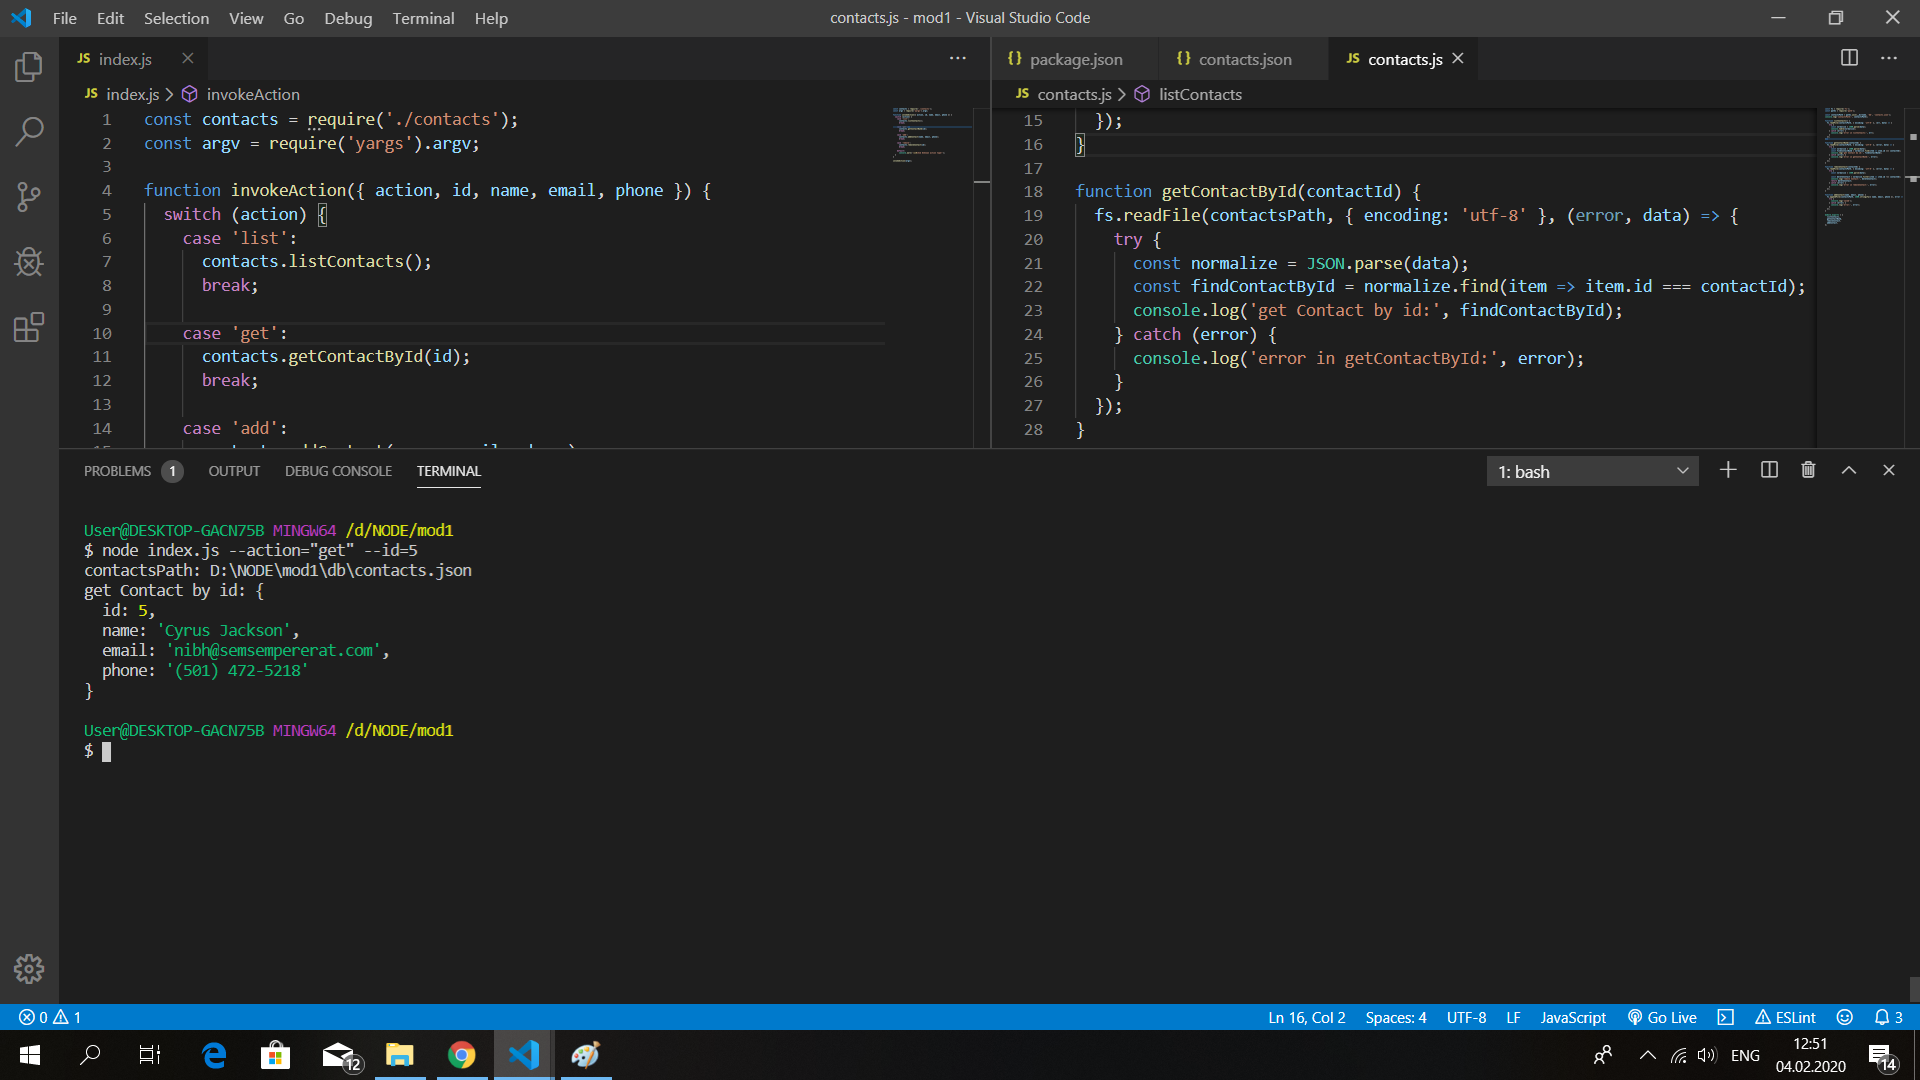 File Edit Selection View Go Debug Terminal Help
contacts.js - mod1 - Visual Studio Code
JS index.js
JS index.js > invokeAction
1 const contacts = require('./contacts');
2 const argv = require('yargs').argv;
3
4 function invokeAction({ action, id, name, email, phone }) {
5 switch (action) {
6 case 'list':
7 contacts.listContacts();
8 break;
9
10 case 'get':
11 contacts.getContactById(id);
12 break;
13
14 case 'add':
{} package.json {} contacts.json JS contacts.js
JS contacts.js > listContacts
15 });
16 }
17
18 function getContactById(contactId) {
19 fs.readFile(contactsPath, { encoding: 'utf-8' }, (error, data) => {
20 try {
21 const normalize = JSON.parse(data);
22 const findContactById = normalize.find(item => item.id === contactId);
23 console.log('get Contact by id:', findContactById);
24 } catch (error) {
25 console.log('error in getContactById:', error);
26 }
27 });
28 }
PROBLEMS 1 OUTPUT DEBUG CONSOLE TERMINAL
1: bash
User@DESKTOP-GACN75B MINGW64 /d/NODE/mod1
$ node index.js --action="get" --id=5
contactsPath: D:\NODE\mod1\db\contacts.json
get Contact by id: {
id: 5,
name: 'Cyrus Jackson',
email: 'nibh@semsempererat.com',
phone: '(501) 472-5218'
}
User@DESKTOP-GACN75B MINGW64 /d/NODE/mod1
$
0 1
Ln 16, Col 2 Spaces: 4 UTF-8 LF JavaScript Go Live ESLint 3
12
ENG
12:51
04.02.2020
14